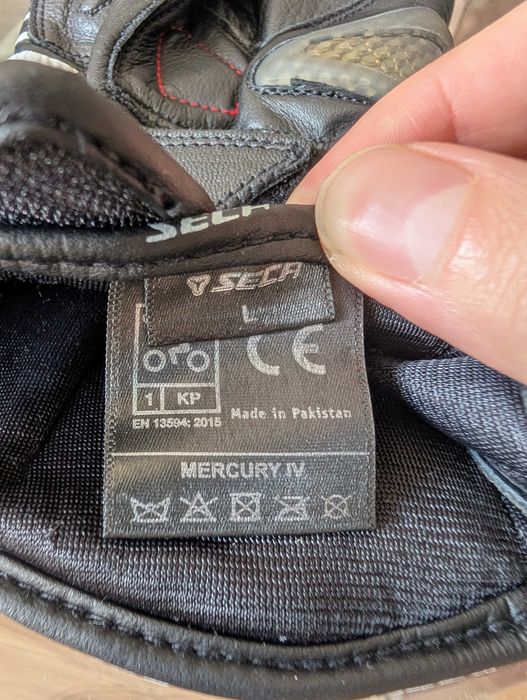 SECA
SECA
L
1 KP
EN 13594: 2015
CE
Made in Pakistan
MERCURY IV